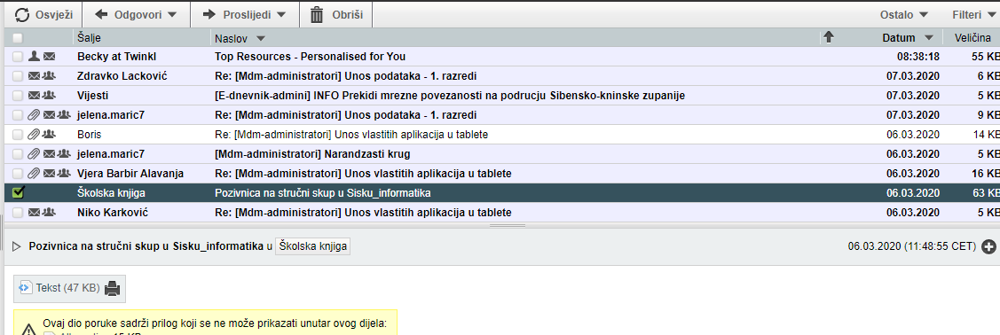 Osvježi Odgovori Proslijedi Obriši Ostalo Filteri
Šalje Naslov Datum Veličina
Becky at Twinkl Top Resources - Personalised for You 08:38:18 55 KB
Zdravko Lacković Re: [Mdm-administratori] Unos podataka - 1. razredi 07.03.2020 6 KB
Vijesti [E-dnevnik-admini] INFO Prekidi mrezne povezanosti na podrucju Sibensko-kninske zupanije 07.03.2020 5 KB
jelena.maric7 Re: [Mdm-administratori] Unos podataka - 1. razredi 07.03.2020 9 KB
Boris Re: [Mdm-administratori] Unos vlastitih aplikacija u tablete 06.03.2020 14 KB
jelena.maric7 [Mdm-administratori] Narandzasti krug 06.03.2020 5 KB
Vjera Barbir Alavanja Re: [Mdm-administratori] Unos vlastitih aplikacija u tablete 06.03.2020 16 KB
Školska knjiga Pozivnica na stručni skup u Sisku_informatika 06.03.2020 63 KB
Niko Karković Re: [Mdm-administratori] Unos vlastitih aplikacija u tablete 06.03.2020 5 KB
Pozivnica na stručni skup u Sisku_informatika u Školska knjiga 06.03.2020 (11:48:55 CET)
Tekst (47 KB)
Ovaj dio poruke sadrži prilog koji se ne može prikazati unutar ovog dijela: